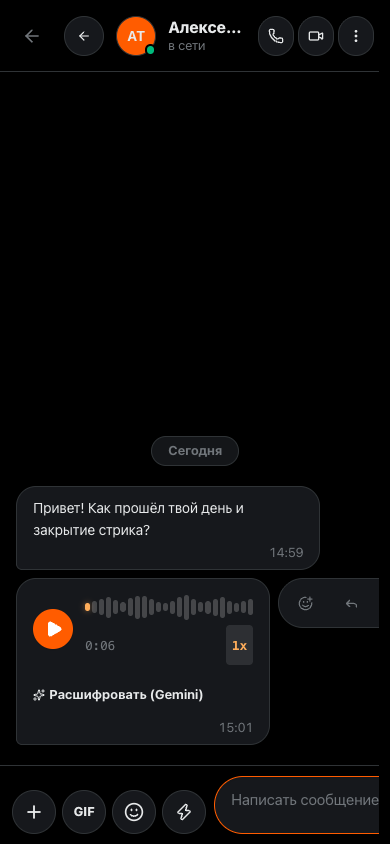 АТ
Алексе...
в сети
Сегодня
Привет! Как прошёл твой день и
закрытие стрика?
14:59
0:06
1x
Расшифровать (Gemini)
15:01
GIF
Написать сообщение